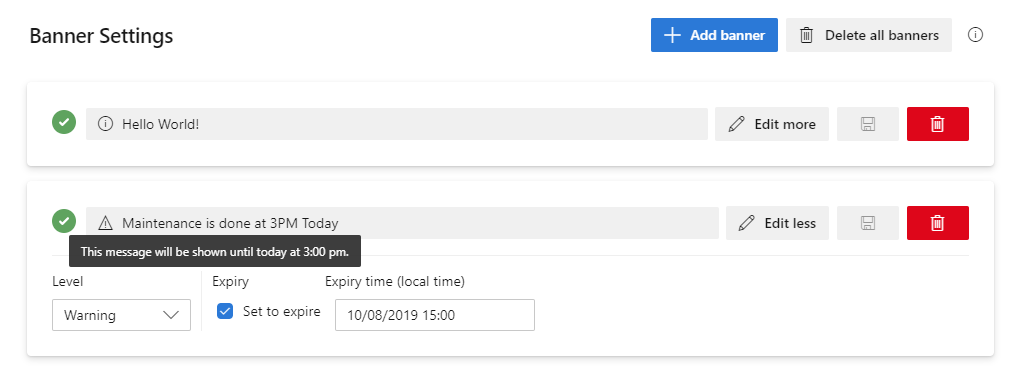 Banner Settings
Add banner
Delete all banners
Hello World!
Edit more
Maintenance is done at 3PM Today
Edit less
This message will be shown until today at 3:00 pm.
Level
Expiry
Expiry time (local time)
Warning
Set to expire
10/08/2019 15:00